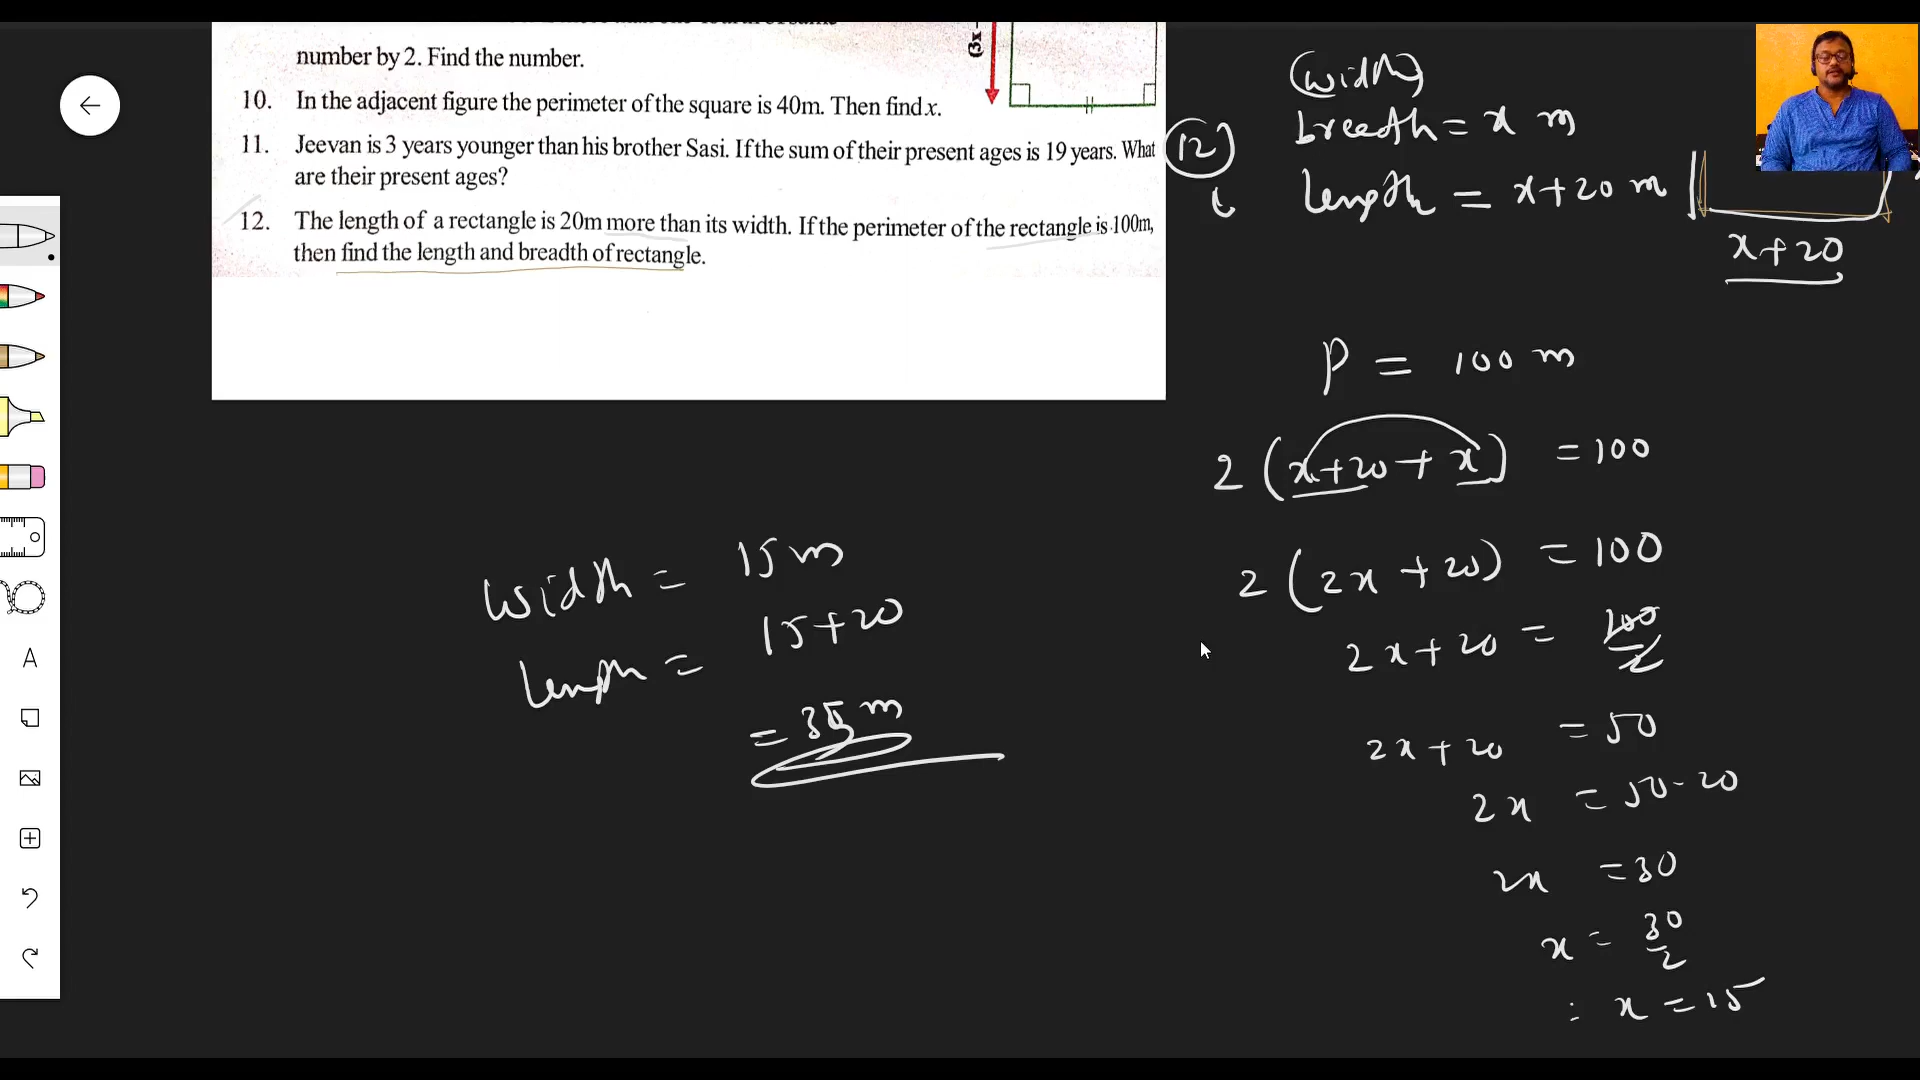 number by 2. Find the number.
10. In the adjacent figure the perimeter of the square is 40m. Then find x.
11. Jeevan is 3 years younger than his brother Sasi. If the sum of their present ages is 19 years. What
are their present ages?
12. The length of a rectangle is 20m more than its width. If the perimeter of the rectangle is 100m,
then find the length and breadth of rectangle.
(3x
(width)
12
breadth = x m
length = x+20 m
x+20
P = 100 m
2 (x+20+x) = 100
2 (2x+20) = 100
2x+20 = 100/2
2x+20 = 50
2x = 50-20
2x = 30
x = 30/2
: x = 15
width = 15 m
length = 15+20
= 35 m
A